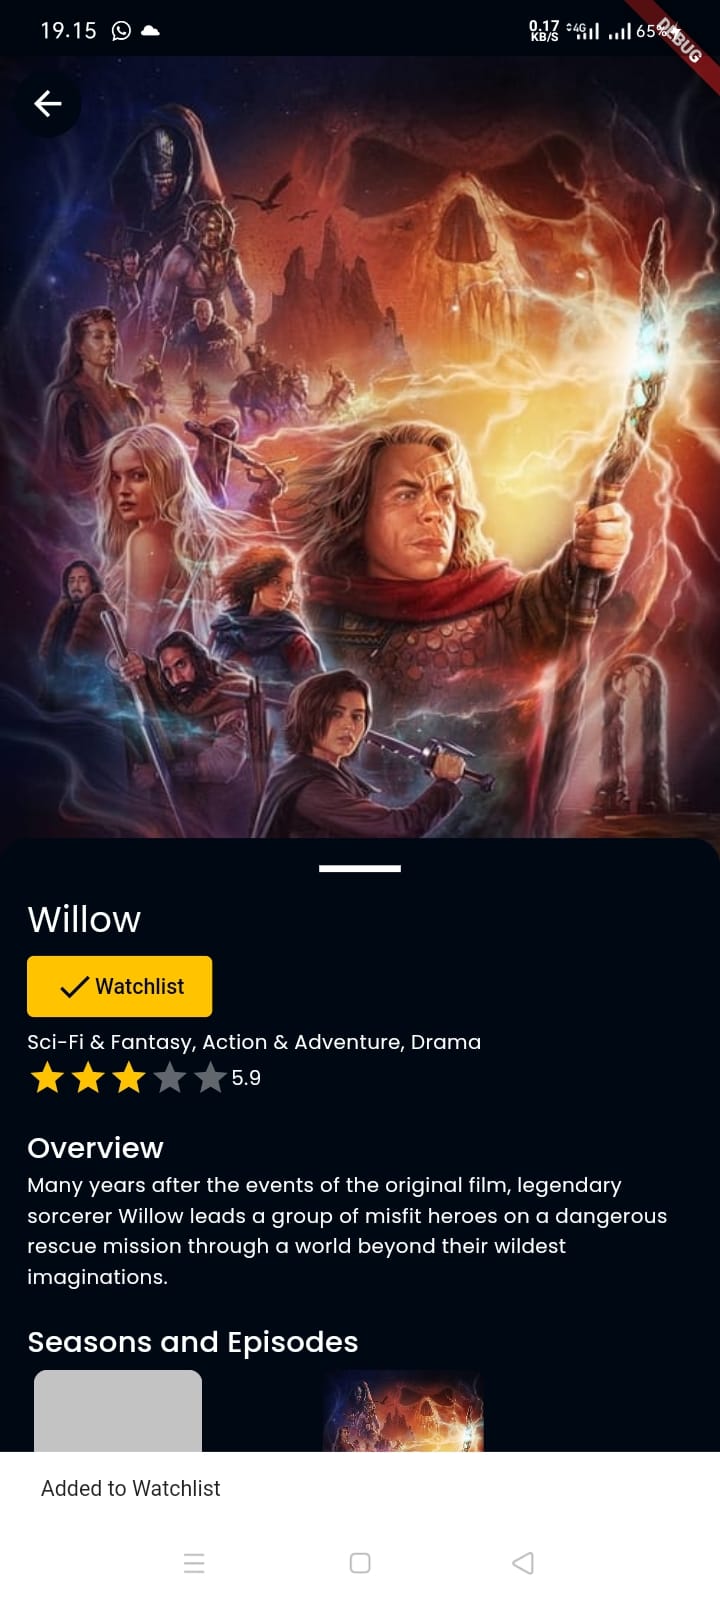 19.15
0.17
KB/S
4G
65%
DEBUG
Willow
Watchlist
Sci-Fi & Fantasy, Action & Adventure, Drama
5.9
Overview
Many years after the events of the original film, legendary
sorcerer Willow leads a group of misfit heroes on a dangerous
rescue mission through a world beyond their wildest
imaginations.
Seasons and Episodes
Added to Watchlist